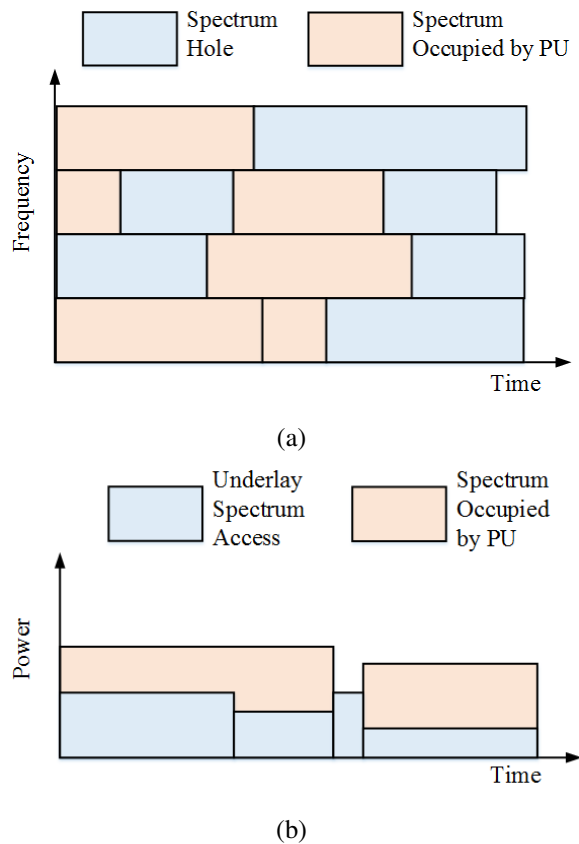 Spectrum
Hole
Spectrum
Occupied by PU
Frequency
Time
(a)
Underlay
Spectrum
Access
Spectrum
Occupied
by PU
Power
Time
(b)